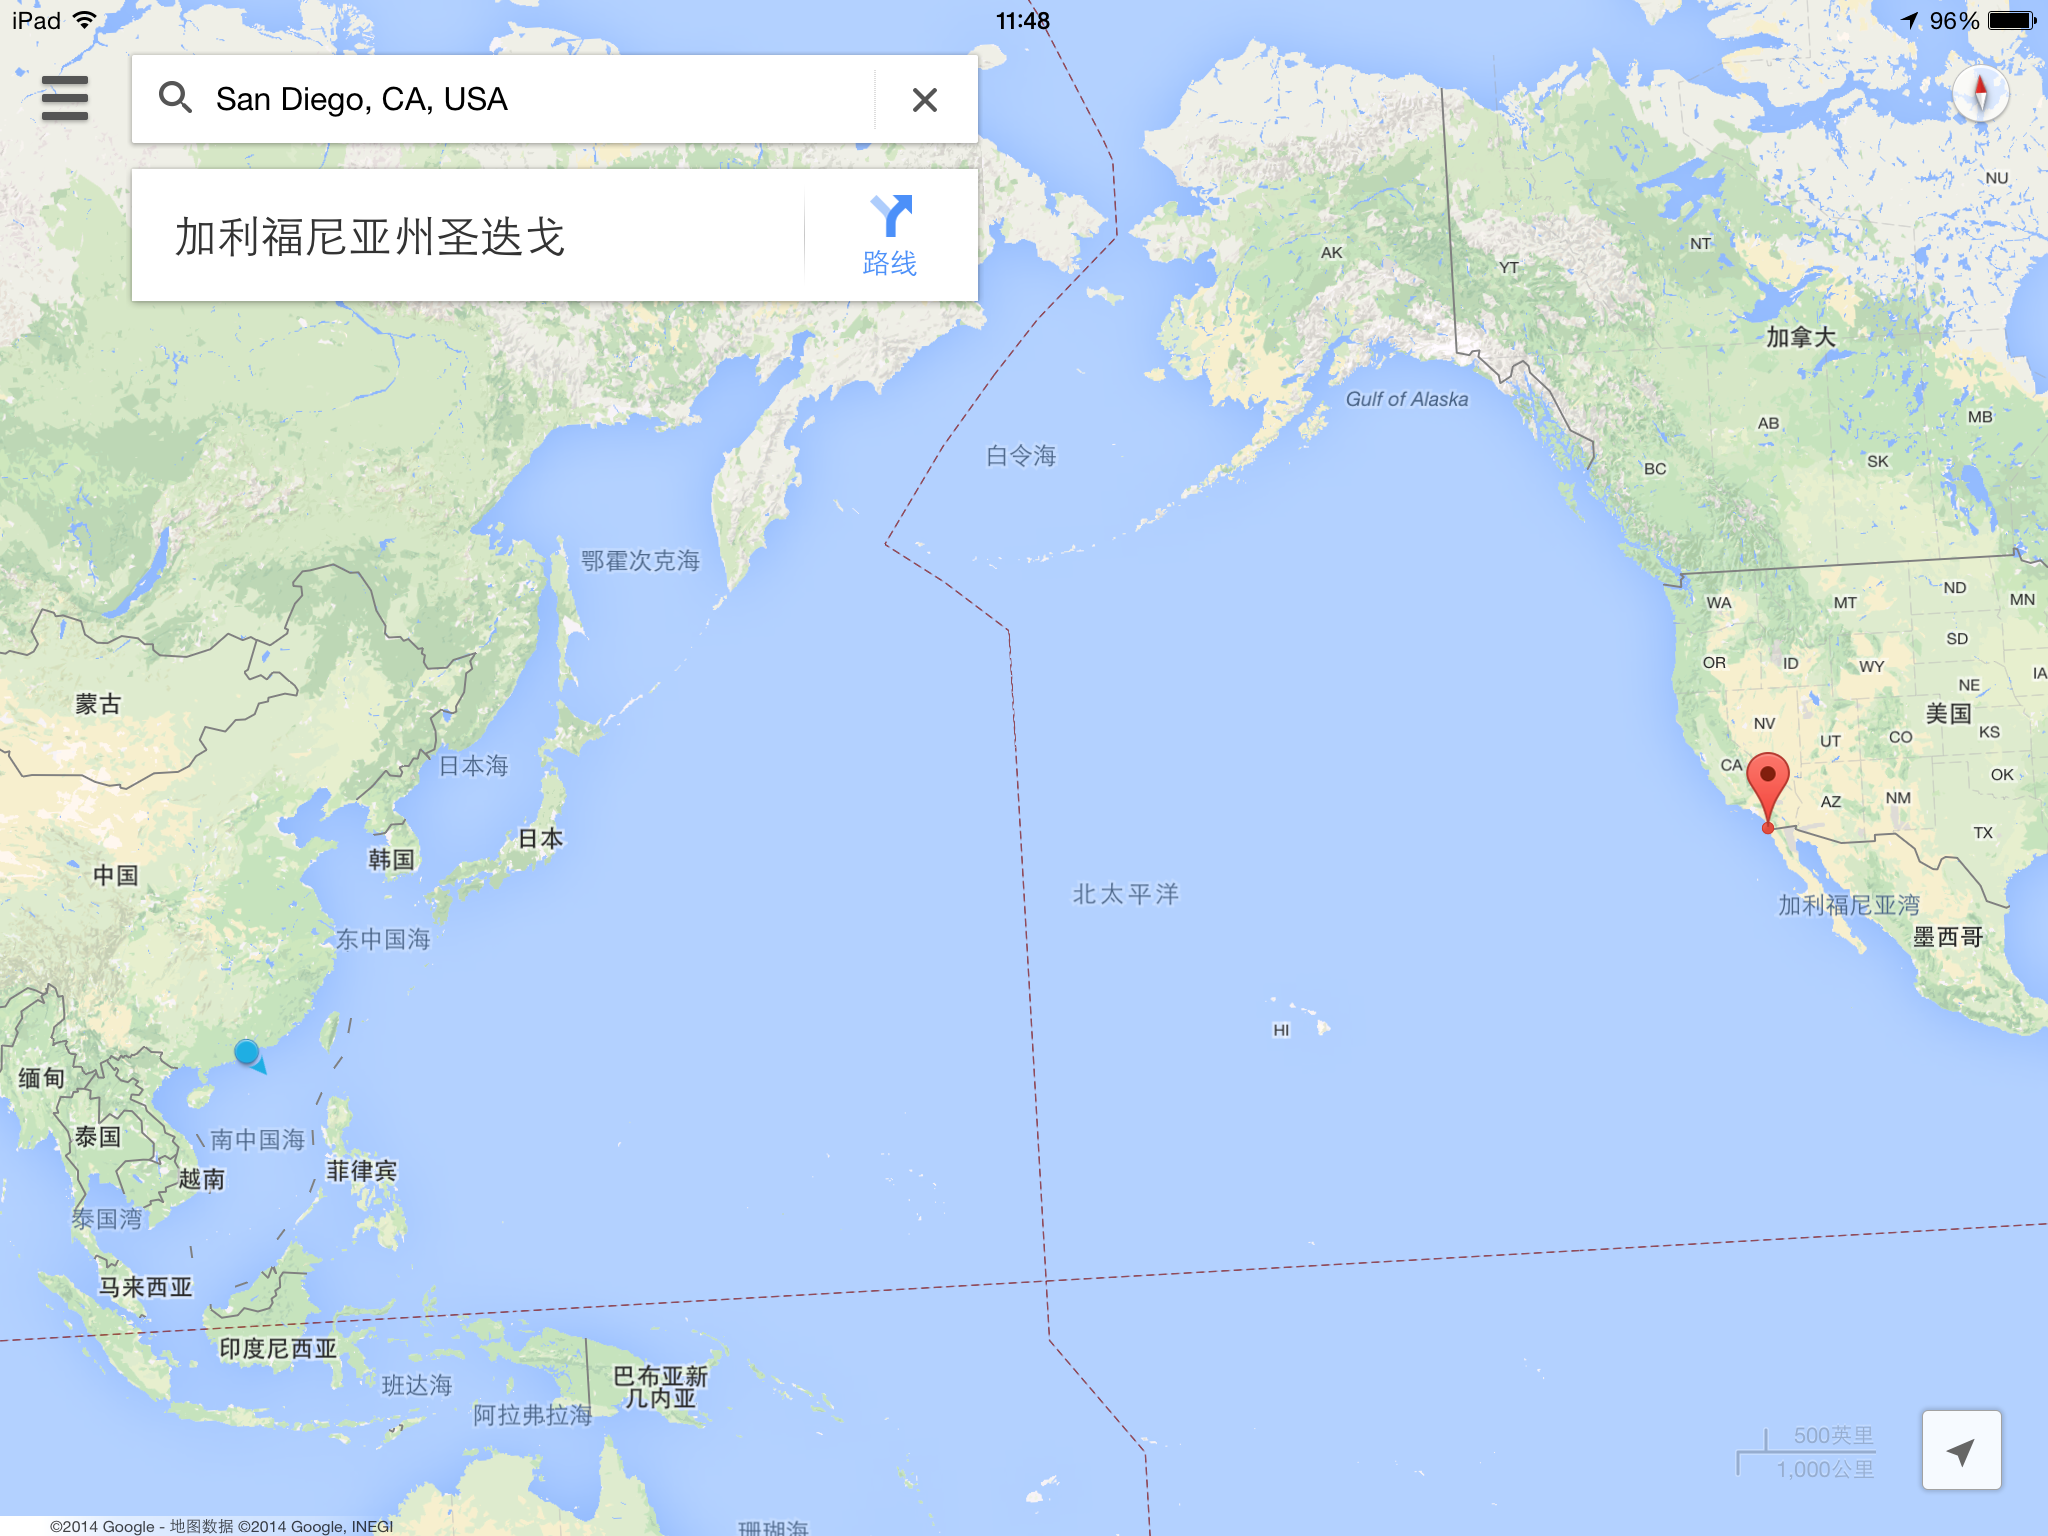 iPad 11:48 96%
San Diego, CA, USA
加利福尼亚州圣迭戈
路线
NU
NT
AK
YT
加拿大
Gulf of Alaska
MB
AB
白令海
SK
BC
鄂霍次克海
ND
MN
WA
MT
SD
OR
ID
WY
IA
NE
蒙古
美国
NV
KS
CO
UT
日本海
CA
OK
NM
AZ
TX
日本
韩国
中国
北太平洋
加利福尼亚湾
墨西哥
东中国海
HI
缅甸
泰国
南中国海
菲律宾
越南
泰国湾
马来西亚
印度尼西亚
巴布亚新
几内亚
班达海
阿拉弗拉海
500英里
1,000公里
©2014 Google - 地图数据 ©2014 Google, INEGI
珊瑚海